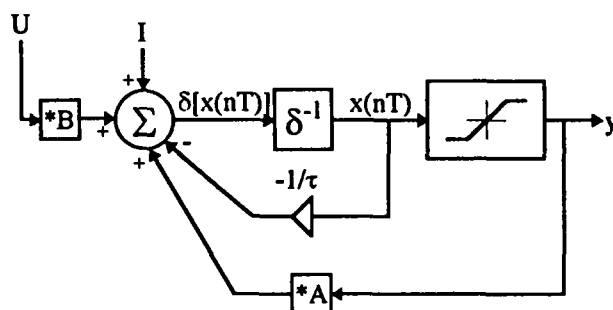 U
I
*B
+
+
Σ
-
+
δ[x(nT)]
δ⁻¹
x(nT)
y
-1/τ
*A